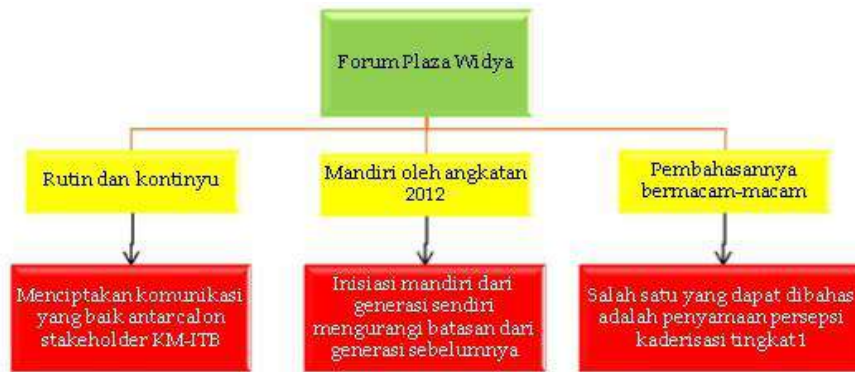 Forum Plaza Widya
Rutin dan kontinyu
Mandiri oleh angkatan
2012
Pembahasannya
bermacam-macam
Menciptakan komunikasi
yang baik antar calon
stakeholder KM-ITB
Inisiasi mandiri dari
generasi sendiri
mengurangi batasan dari
generasi sebelumnya
Salah satu yang dapat dibahas
adalah penyamaan persepsi
kaderisasi tingkat 1